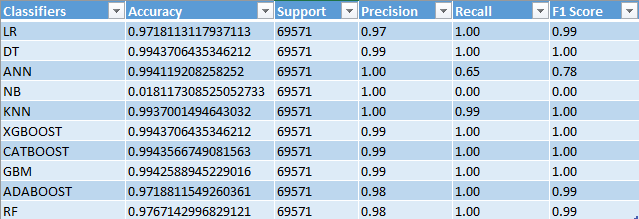 Classifiers Accuracy Support Precision Recall F1 Score
LR 0.9718113117937113 69571 0.97 1.00 0.99
DT 0.9943706435346212 69571 0.99 1.00 1.00
ANN 0.994119208258252 69571 1.00 0.65 0.78
NB 0.018117308525052733 69571 1.00 0.00 0.00
KNN 0.9937001494643032 69571 1.00 0.99 1.00
XGBOOST 0.9943706435346212 69571 0.99 1.00 1.00
CATBOOST 0.9943566749081563 69571 0.99 1.00 1.00
GBM 0.9942588945229016 69571 0.99 1.00 1.00
ADABOOST 0.9718811549260361 69571 0.98 1.00 0.99
RF 0.9767142996829121 69571 0.98 1.00 0.99